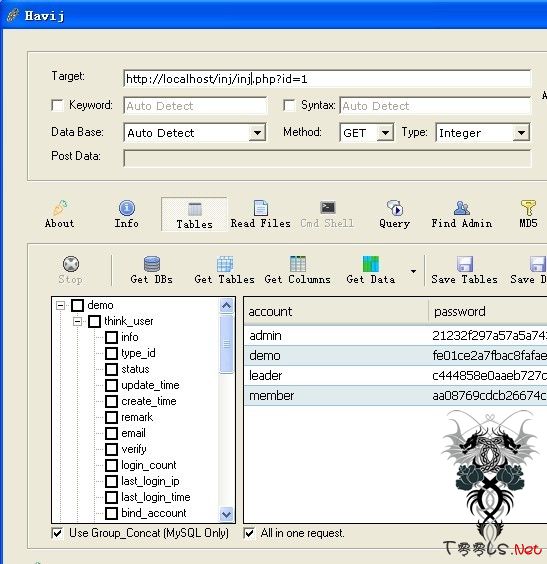 Havij
Target: http://localhost/inj/inj.php?id=1
Keyword: Auto Detect Syntax: Auto Detect
Data Base: Auto Detect Method: GET Type: Integer
Post Data:
About Info Tables Read Files Cmd Shell Query Find Admin MD5
Stop Get DBs Get Tables Get Columns Get Data Save Tables Save D
demo
think_user
info
type_id
status
update_time
create_time
remark
email
verify
login_count
last_login_ip
last_login_time
bind_account
account password
admin 21232f297a57a5a743
demo fe01ce2a7fbac8fafae
leader c444858e0aaeb727c
member aa08769cdcb26674c
Use Group_Concat (MySQL Only) All in one request.
T00LS.Net